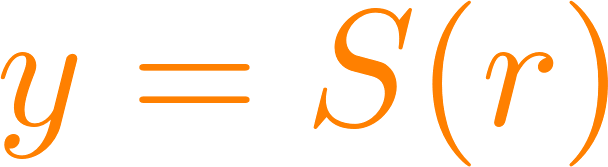 y = S(r)